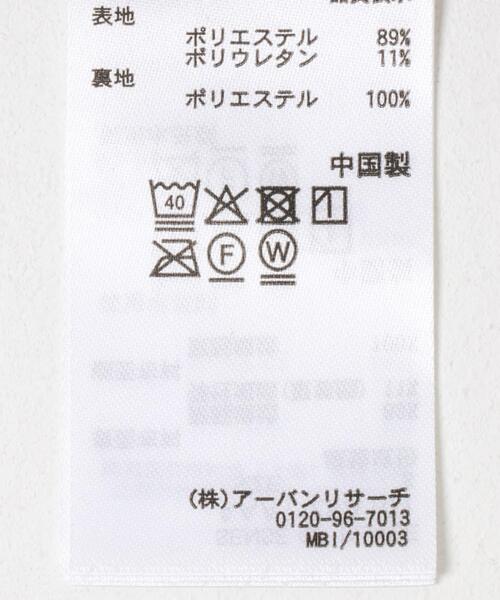 表地
ポリエステル 89%
ポリウレタン 11%
裏地
ポリエステル 100%
中国製
40
F W
(株)アーバンリサーチ
0120-96-7013
MBI/10003